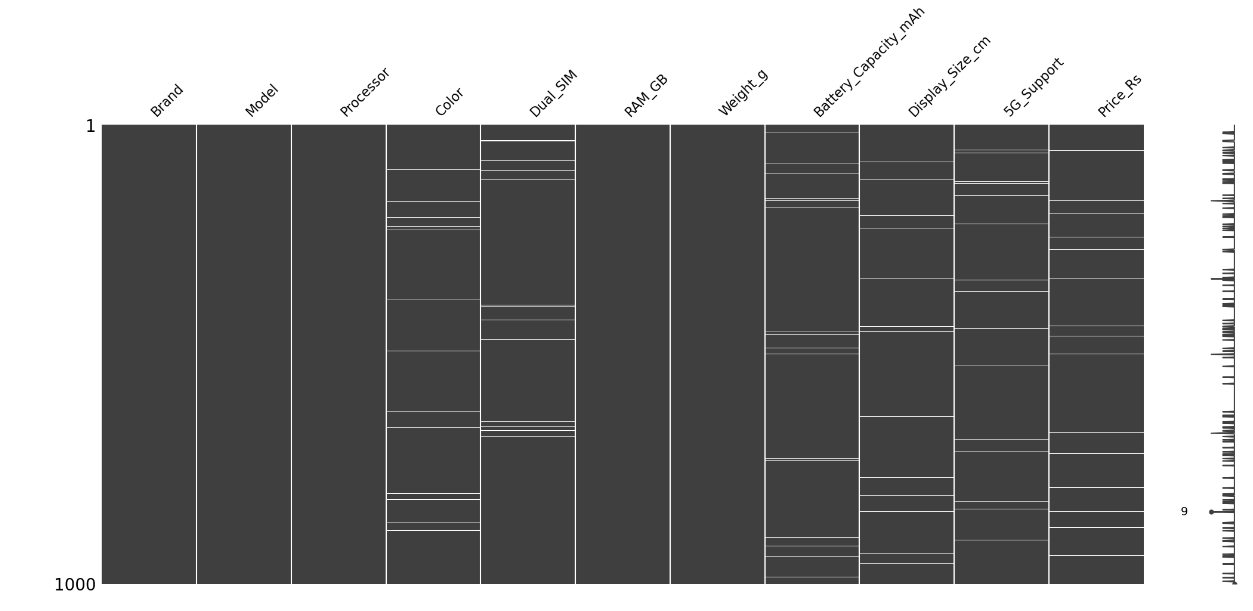 Brand
Model
Processor
Color
Dual_SIM
RAM_GB
Weight_g
Battery_Capacity_mAh
Display_Size_cm
5G_Support
Price_Rs
1
9
1000